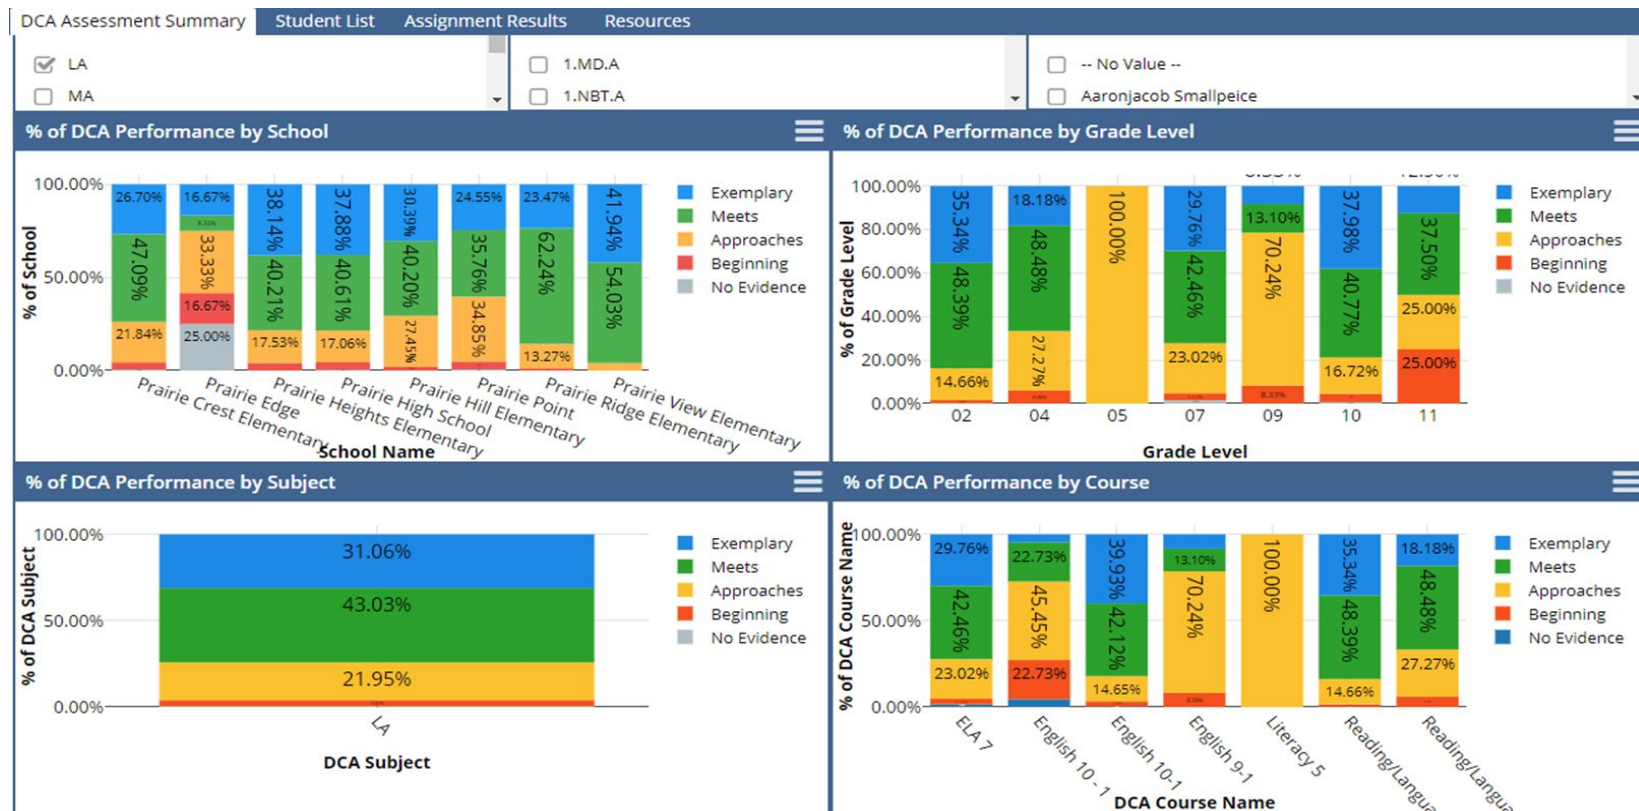 DCA Assessment Summary Student List Assignment Results Resources
LA
MA
1.MD.A
1.NBT.A
-- No Value --
Aaronjacob Smallpeice
% of DCA Performance by School
% of School
100.00%
50.00%
0.00%
26.70%
47.09%
21.84%
16.67%
8.33%
33.33%
16.67%
25.00%
38.14%
40.21%
17.53%
37.88%
40.61%
17.06%
30.39%
40.20%
27.45%
24.55%
35.76%
34.85%
23.47%
62.24%
13.27%
41.94%
54.03%
Prairie Crest Elementary
Prairie Edge
Prairie Heights Elementary
Prairie High School
Prairie Hill Elementary
Prairie Point
Prairie Ridge Elementary
Prairie View Elementary
School Name
Exemplary
Meets
Approaches
Beginning
No Evidence
% of DCA Performance by Grade Level
% of Grade Level
100.00%
80.00%
60.00%
40.00%
20.00%
0.00%
35.34%
48.39%
14.66%
18.18%
48.48%
27.27%
100.00%
29.76%
42.46%
23.02%
13.10%
70.24%
8.33%
37.98%
40.77%
16.72%
37.50%
25.00%
25.00%
02
04
05
07
09
10
11
Grade Level
Exemplary
Meets
Approaches
Beginning
No Evidence
% of DCA Performance by Subject
% of DCA Subject
100.00%
50.00%
0.00%
31.06%
43.03%
21.95%
LA
DCA Subject
Exemplary
Meets
Approaches
Beginning
No Evidence
% of DCA Performance by Course
% of DCA Course Name
100.00%
50.00%
0.00%
29.76%
42.46%
23.02%
22.73%
45.45%
22.73%
39.93%
42.12%
14.65%
13.10%
70.24%
8.33%
100.00%
35.34%
48.39%
14.66%
18.18%
48.48%
27.27%
ELA 7
English 10 - 1
English 10-1
English 9-1
Literacy 5
Reading/Langua
Reading/Langua
DCA Course Name
Exemplary
Meets
Approaches
Beginning
No Evidence